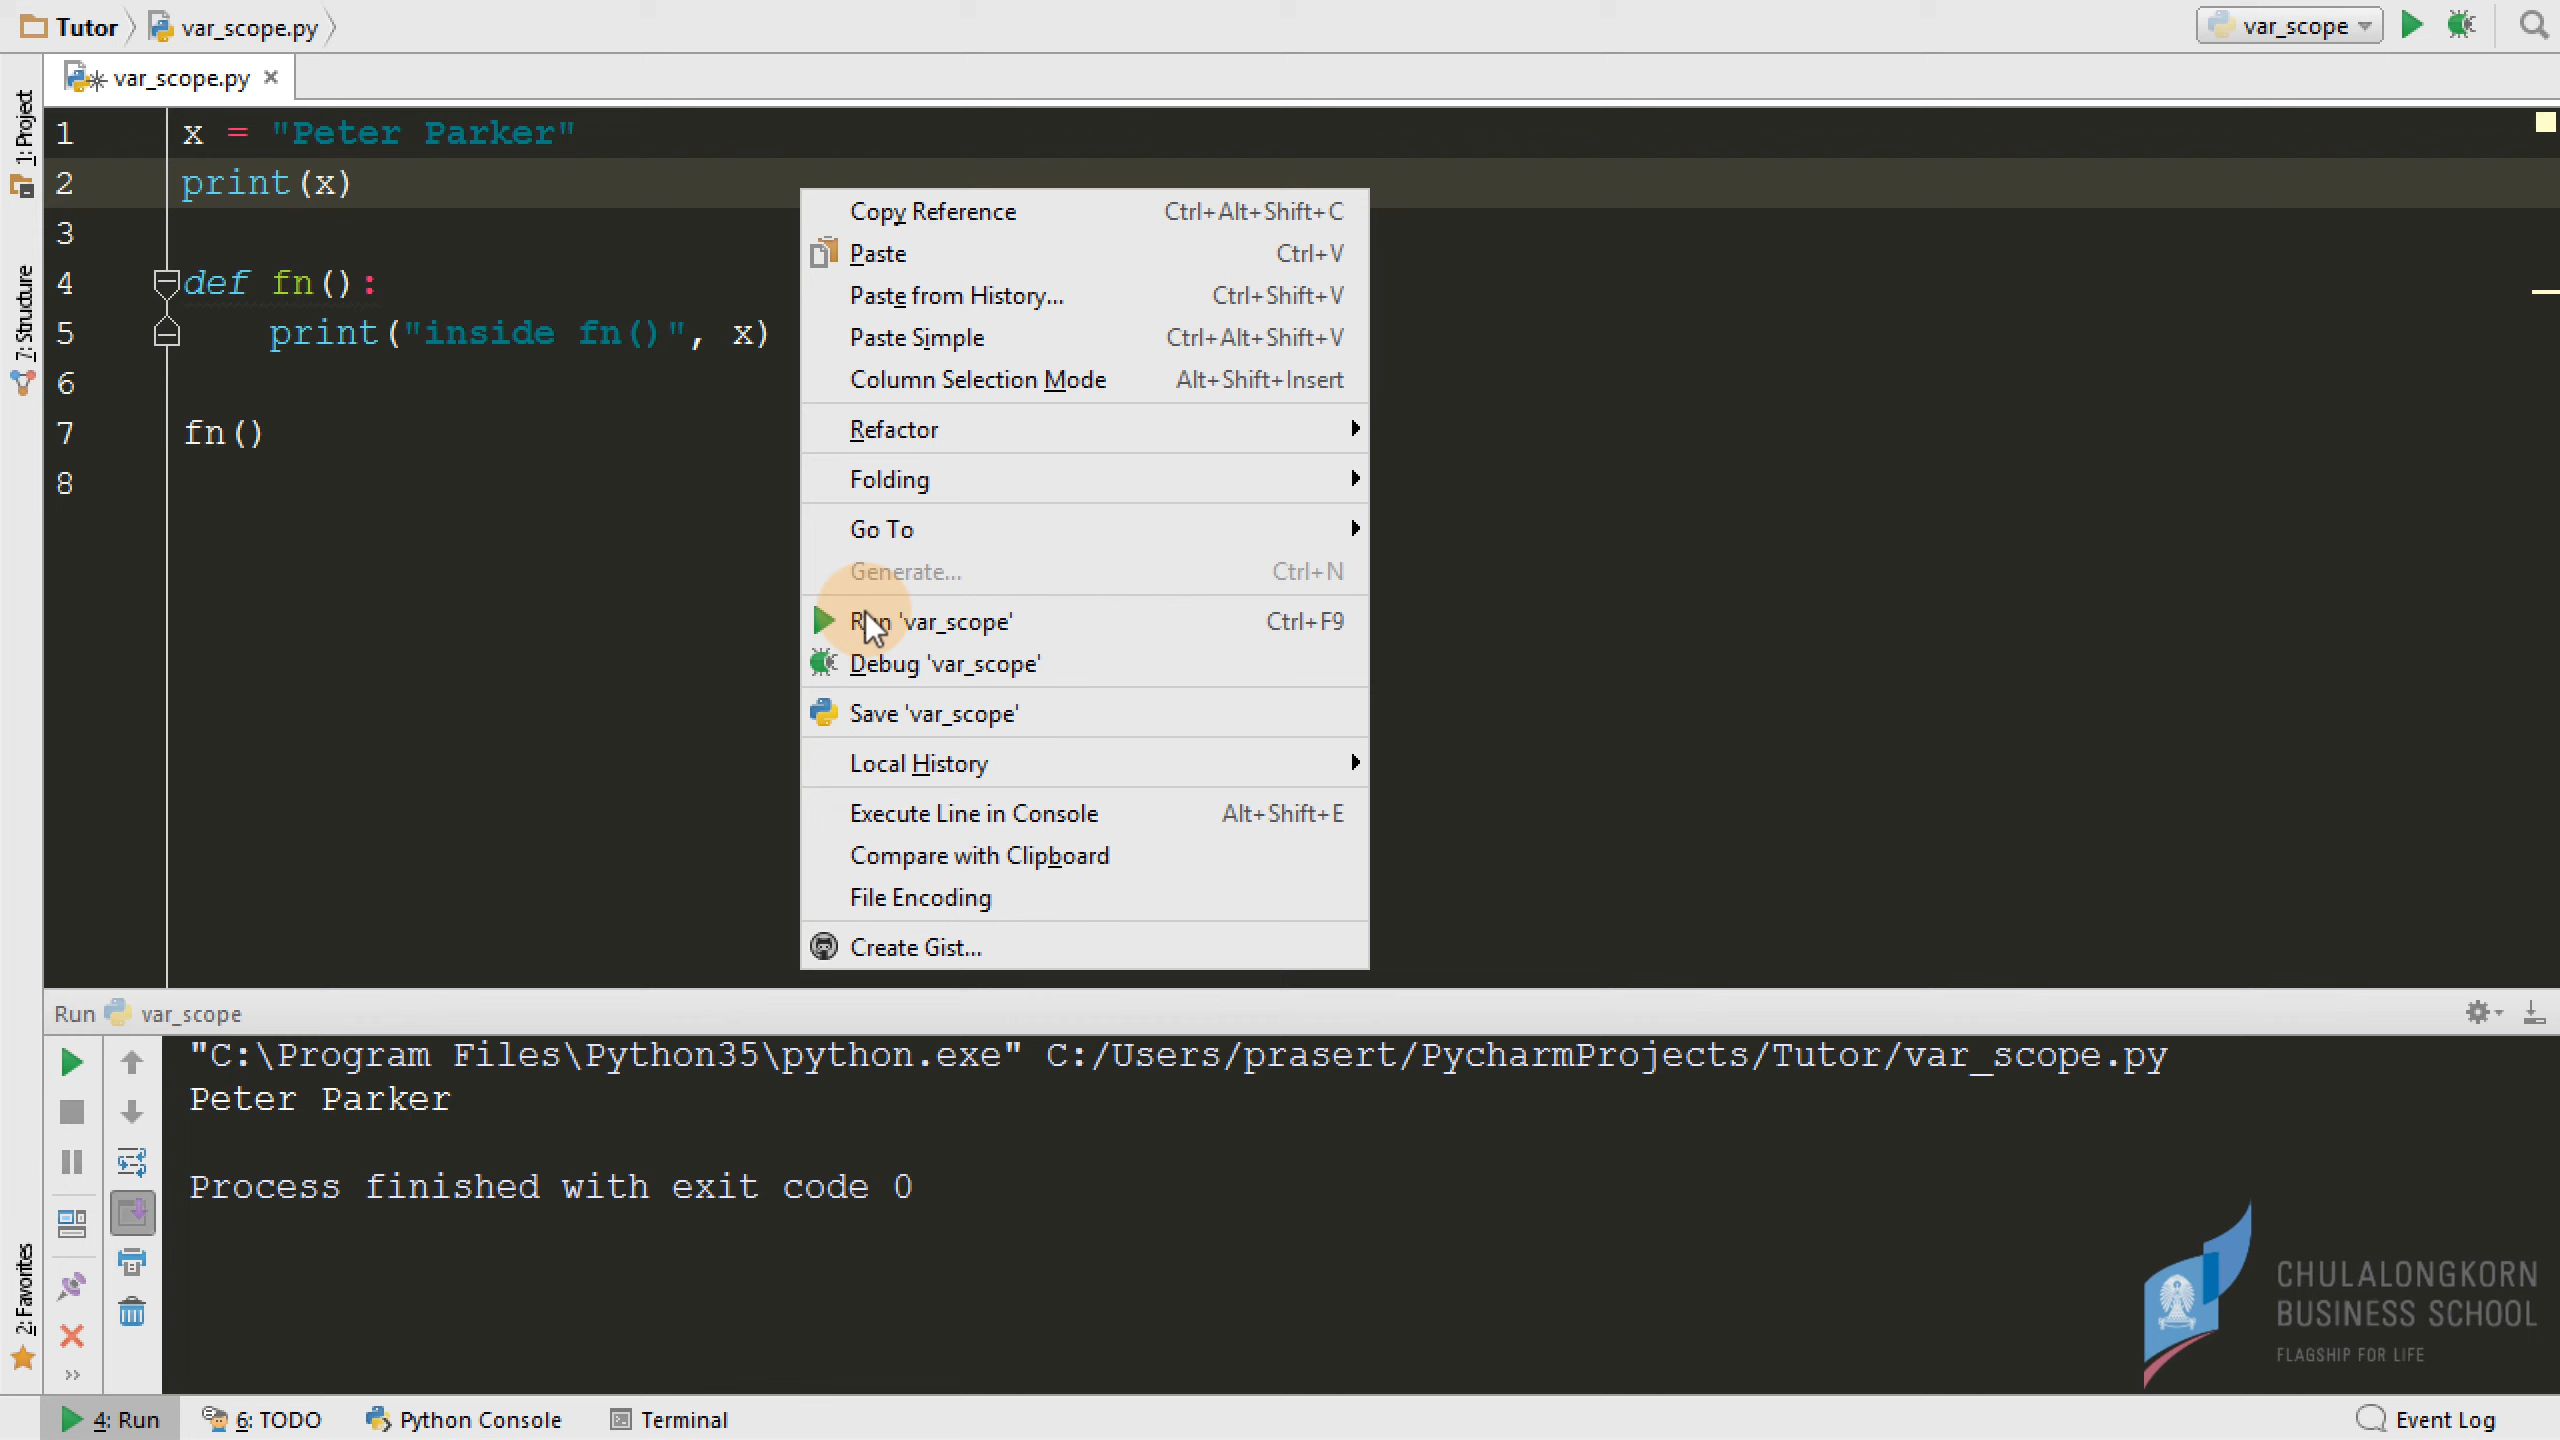 Tutor var_scope.py var_scope
var_scope.py
1: Project
7: Structure
2: Favorites
1 x = "Peter Parker"
2 print(x)
3
4 def fn():
5 print("inside fn()", x)
6
7 fn()
8
Copy Reference Ctrl+Alt+Shift+C
Paste Ctrl+V
Paste from History... Ctrl+Shift+V
Paste Simple Ctrl+Alt+Shift+V
Column Selection Mode Alt+Shift+Insert
Refactor
Folding
Go To
Generate... Ctrl+N
Run 'var_scope' Ctrl+F9
Debug 'var_scope'
Save 'var_scope'
Local History
Execute Line in Console Alt+Shift+E
Compare with Clipboard
File Encoding
Create Gist...
Run var_scope
"C:\Program Files\Python35\python.exe" C:/Users/prasert/PycharmProjects/Tutor/var_scope.py
Peter Parker
Process finished with exit code 0
CHULALONGKORN
BUSINESS SCHOOL
FLAGSHIP FOR LIFE
4: Run 6: TODO Python Console Terminal Event Log